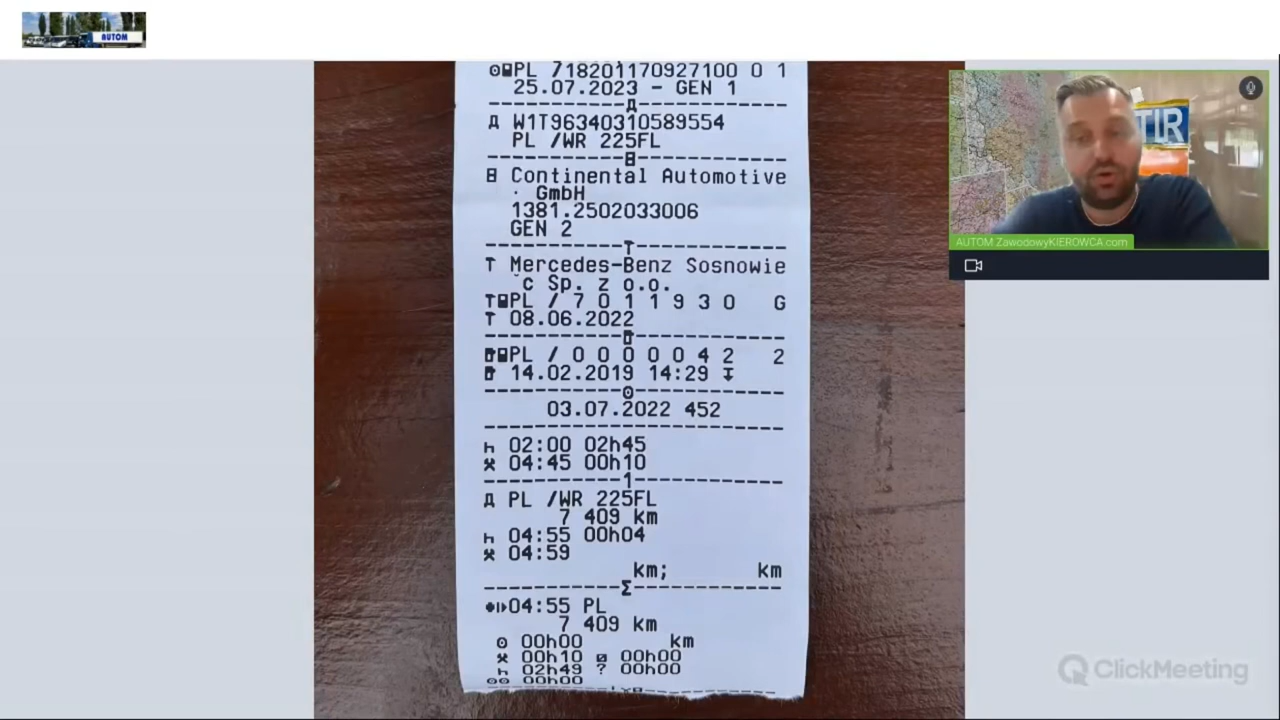 AUTOM
PL /18201170927100 0 1
25.07.2023 - GEN 1
W1T96340310589554
PL /WR 225FL
Continental Automotive
GmbH
1381.2502033006
GEN 2
T
Mercedes-Benz Sosnowie
c Sp. z o.o.
PL / 7 0 1 1 9 3 0 G
08.06.2022
PL / 0 0 0 0 0 4 2 2
14.02.2019 14:29
03.07.2022 452
02:00 02h45
04:45 00h10
1
PL /WR 225FL
7 409 km
04:55 00h04
04:59
km; km
Σ
04:55 PL
7 409 km
00h00 km
00h10 00h00
02h49 ? 00h00
00h00
TIR
AUTOM ZawodowyKIEROWCA.com
ClickMeeting